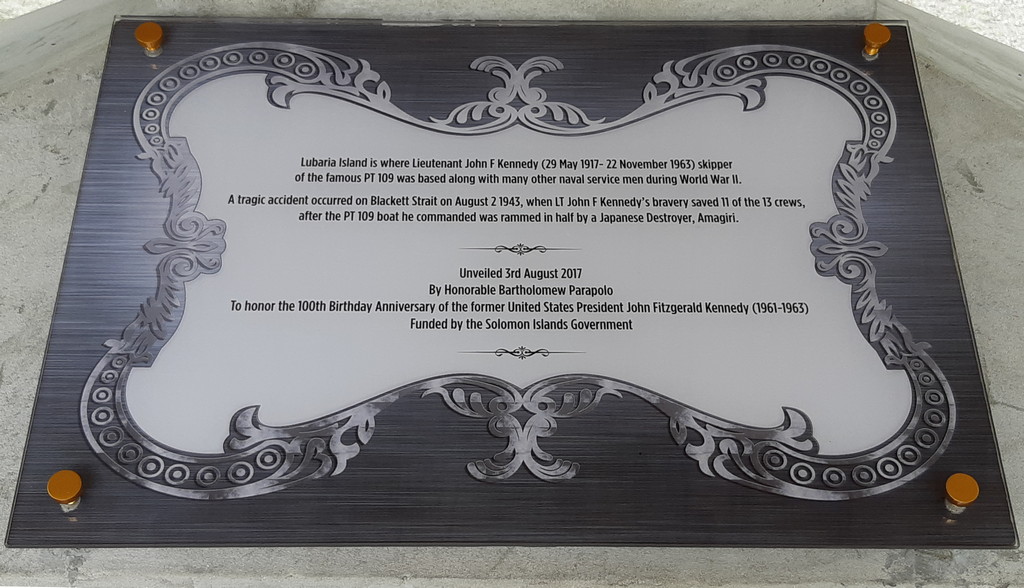 Lubaria Island is where Lieutenant John F Kennedy (29 May 1917- 22 November 1963) skipper
of the famous PT 109 was based along with many other naval service men during World War II.
A tragic accident occurred on Blackett Strait on August 2 1943, when LT John F Kennedy's bravery saved 11 of the 13 crews,
after the PT 109 boat he commanded was rammed in half by a Japanese Destroyer, Amagiri.
Unveiled 3rd August 2017
By Honorable Bartholomew Parapolo
To honor the 100th Birthday Anniversary of the former United States President John Fitzgerald Kennedy (1961-1963)
Funded by the Solomon Islands Government